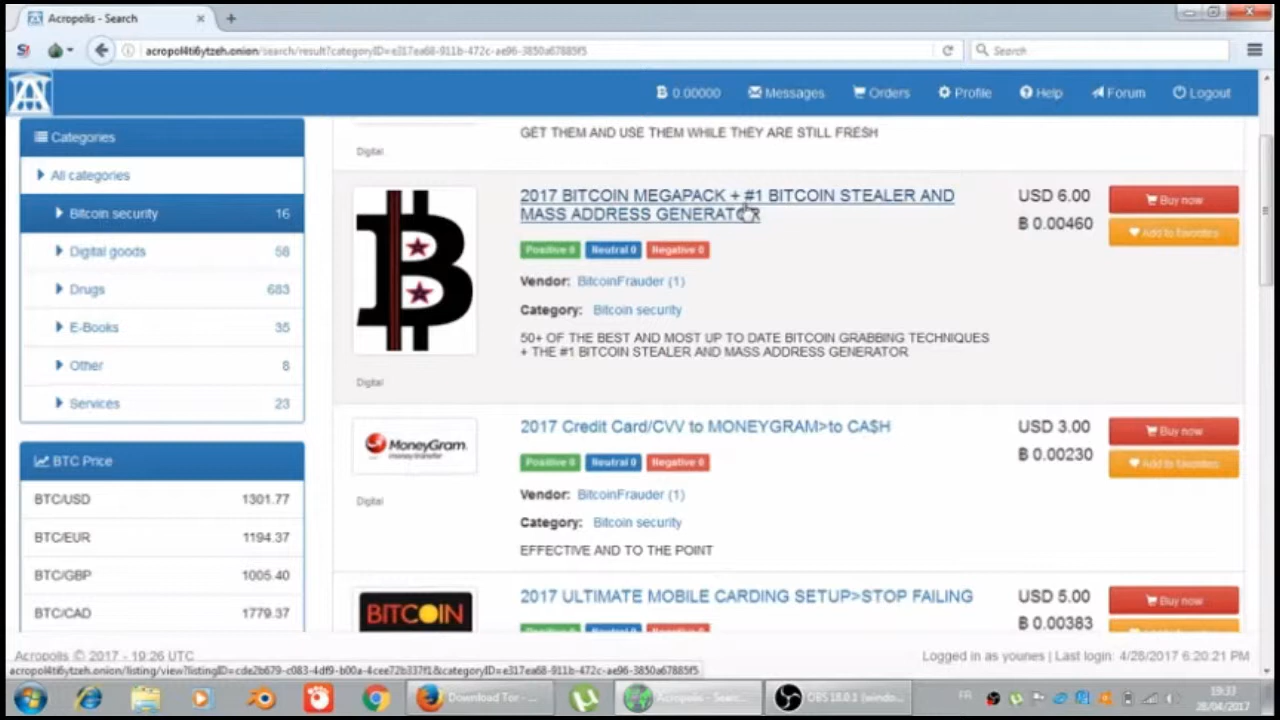 Acropolis - Search
acropol4ti6ytzeh.onion/search/result?categoryID=e317ea68-911b-472c-ae96-3850a67885f5
Search
0.00000 Messages Orders Profile Help Forum Logout
Categories
All categories
Bitcoin security 16
Digital goods 58
Drugs 683
E-Books 35
Other 8
Services 23
BTC Price
BTC/USD 1301.77
BTC/EUR 1194.37
BTC/GBP 1005.40
BTC/CAD 1779.37
GET THEM AND USE THEM WHILE THEY ARE STILL FRESH
Digital
2017 BITCOIN MEGAPACK + #1 BITCOIN STEALER AND
MASS ADDRESS GENERATOR
USD 6.00
฿ 0.00460
Buy now
Add to favorites
Positive 0 Neutral 0 Negative 0
Vendor: BitcoinFrauder (1)
Category: Bitcoin security
50+ OF THE BEST AND MOST UP TO DATE BITCOIN GRABBING TECHNIQUES
+ THE #1 BITCOIN STEALER AND MASS ADDRESS GENERATOR
Digital
MoneyGram
money transfer
2017 Credit Card/CVV to MONEYGRAM>to CA$H
USD 3.00
฿ 0.00230
Buy now
Add to favorites
Positive 0 Neutral 0 Negative 0
Digital
Vendor: BitcoinFrauder (1)
Category: Bitcoin security
EFFECTIVE AND TO THE POINT
BITCOIN
2017 ULTIMATE MOBILE CARDING SETUP>STOP FAILING
USD 5.00
฿ 0.00383
Buy now
Acropolis © 2017 - 19:26 UTC
Logged in as younes | Last login: 4/28/2017 6:20:21 PM
acropol4ti6ytzeh.onion/listing/view?listingID=cde2b679-c083-4df9-b00a-4cee72b337f1&categoryID=e317ea68-911b-472c-ae96-3850a67885f5
Download Tor - ...
Acropolis - Searc...
OBS 18.0.1 (windo...
FR
19:33
28/04/2017